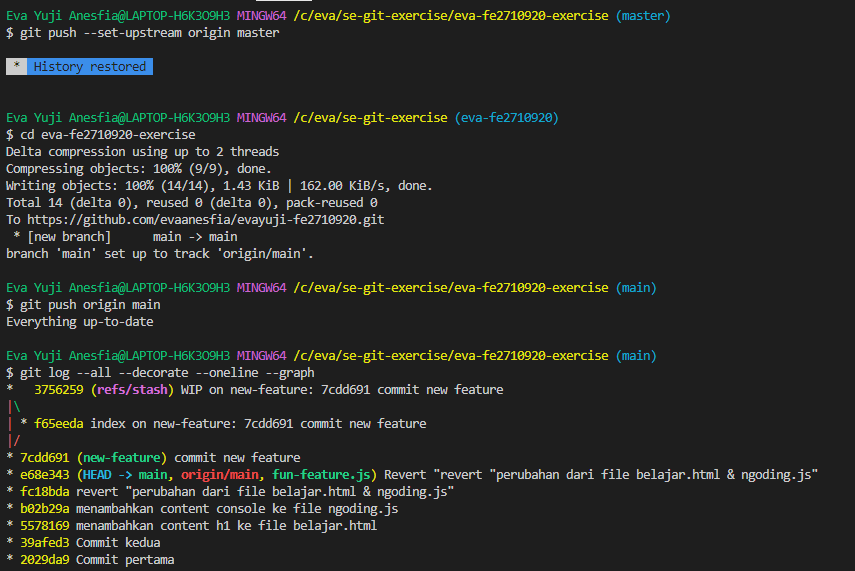 Eva Yuji Anesfia@LAPTOP-H6K3O9H3 MINGW64 /c/eva/se-git-exercise/eva-fe2710920-exercise (master)
$ git push --set-upstream origin master
* History restored
Eva Yuji Anesfia@LAPTOP-H6K3O9H3 MINGW64 /c/eva/se-git-exercise (eva-fe2710920)
$ cd eva-fe2710920-exercise
Delta compression using up to 2 threads
Compressing objects: 100% (9/9), done.
Writing objects: 100% (14/14), 1.43 KiB | 162.00 KiB/s, done.
Total 14 (delta 0), reused 0 (delta 0), pack-reused 0
To https://github.com/evaanesfia/evayuji-fe2710920.git
 * [new branch]      main -> main
branch 'main' set up to track 'origin/main'.
Eva Yuji Anesfia@LAPTOP-H6K3O9H3 MINGW64 /c/eva/se-git-exercise/eva-fe2710920-exercise (main)
$ git push origin main
Everything up-to-date
Eva Yuji Anesfia@LAPTOP-H6K3O9H3 MINGW64 /c/eva/se-git-exercise/eva-fe2710920-exercise (main)
$ git log --all --decorate --oneline --graph
*   3756259 (refs/stash) WIP on new-feature: 7cdd691 commit new feature
|\
| * f65eeda index on new-feature: 7cdd691 commit new feature
|/
* 7cdd691 (new-feature) commit new feature
* e68e343 (HEAD -> main, origin/main, fun-feature.js) Revert "revert "perubahan dari file belajar.html & ngoding.js"
* fc18bda revert "perubahan dari file belajar.html & ngoding.js"
* b02b29a menambahkan content console ke file ngoding.js
* 5578169 menambahkan content h1 ke file belajar.html
* 39afed3 Commit kedua
* 2029da9 Commit pertama